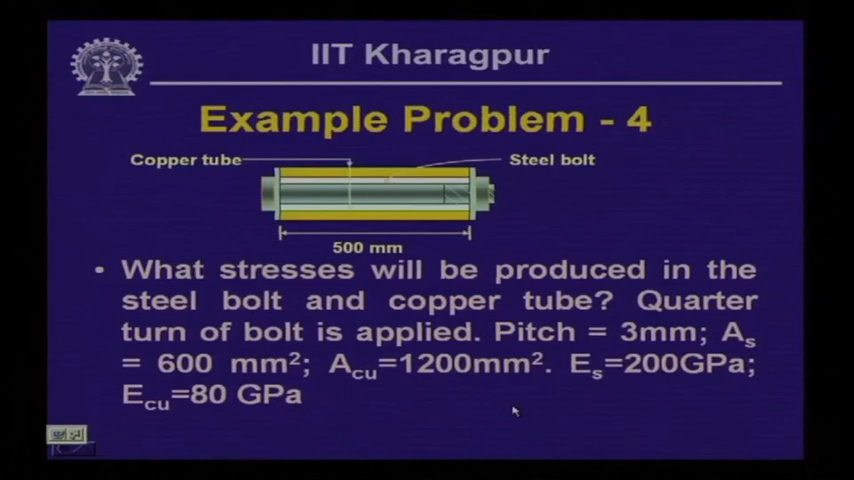 IIT Kharagpur
Example Problem - 4
Copper tube
Steel bolt
500 mm
• What stresses will be produced in the
steel bolt and copper tube? Quarter
turn of bolt is applied. Pitch = 3mm; Aₛ
= 600 mm²; A_cu=1200mm². Eₛ=200GPa;
E_cu=80 GPa